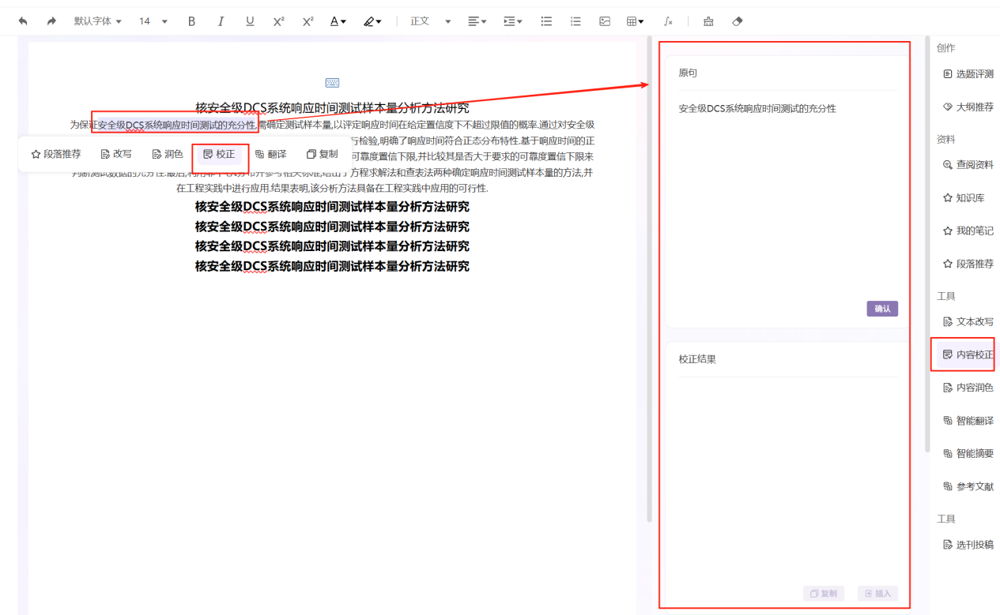 默认字体 14 B I U X² X² A 正文
核安全级DCS系统响应时间测试样本量分析方法研究
为保证安全级DCS系统响应时间测试的充分性,需确定测试样本量,以评定响应时间在给定置信度下不超过限值的概率.通过对安全级
行检验,明确了响应时间符合正态分布特性.基于响应时间的正
段落推荐 改写 润色 校正 翻译 复制
可靠度置信下限,并比较其是否大于要求的可靠度置信下限来
判断测试数据的充分性.最后,利用非中心t分布并参考相关标准,给出了方程求解法和查表法两种确定响应时间测试样本量的方法,并
在工程实践中进行应用.结果表明,该分析方法具备在工程实践中应用的可行性.
核安全级DCS系统响应时间测试样本量分析方法研究
核安全级DCS系统响应时间测试样本量分析方法研究
核安全级DCS系统响应时间测试样本量分析方法研究
核安全级DCS系统响应时间测试样本量分析方法研究
原句
安全级DCS系统响应时间测试的充分性
确认
校正结果
复制 插入
创作
选题评测
大纲推荐
资料
查阅资料
知识库
我的笔记
段落推荐
工具
文本改写
内容校正
内容润色
智能翻译
智能摘要
参考文献
工具
选刊投稿